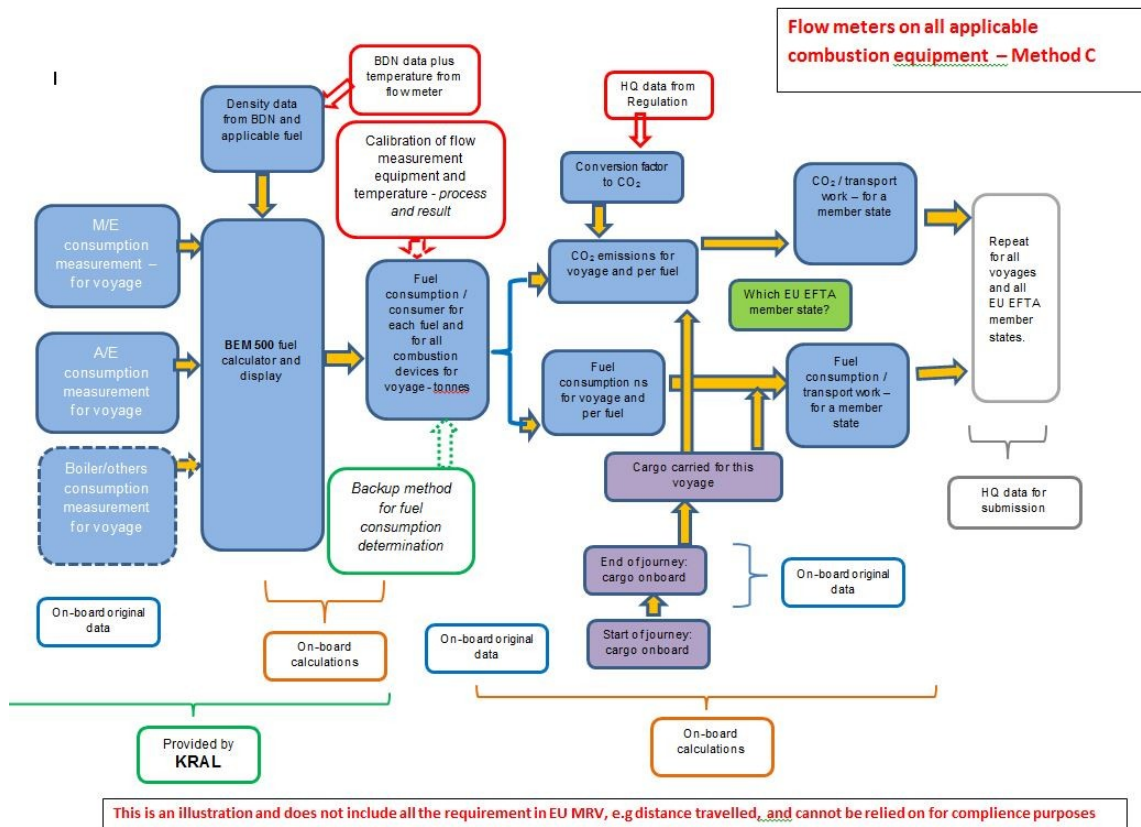 Flow meters on all applicable
combustion equipment – Method C
I
BDN data plus
temperature from
flow meter
HQ data from
Regulation
Density data
from BDN and
applicable fuel
Calibration of flow
measurement
equipment and
temperature - process
and result
Conversion factor
to CO₂
CO₂ / transport
work – for a
member state
M/E
consumption
measurement –
for voyage
CO₂ emissions for
voyage and per fuel
Repeat
for all
voyages
and all
EU EFTA
member
states.
Fuel
consumption /
consumer for
each fuel and
for all
combustion
devices for
voyage - tonnes
Which EU EFTA
member state?
BEM 500 fuel
calculator and
display
A/E
consumption
measurement
for voyage
Fuel
consumption ns
for voyage and
per fuel
Fuel
consumption /
transport work –
for a member
state
Boiler/others
consumption
measurement
for voyage
Cargo carried for this
voyage
Backup method
for fuel
consumption
determination
HQ data for
submission
End of journey:
cargo onboard
On-board original
data
On-board original
data
Start of journey:
cargo onboard
On-board original
data
On-board
calculations
Provided by
KRAL
On-board
calculations
This is an illustration and does not include all the requirement in EU MRV, e.g distance travelled, and cannot be relied on for complience purposes